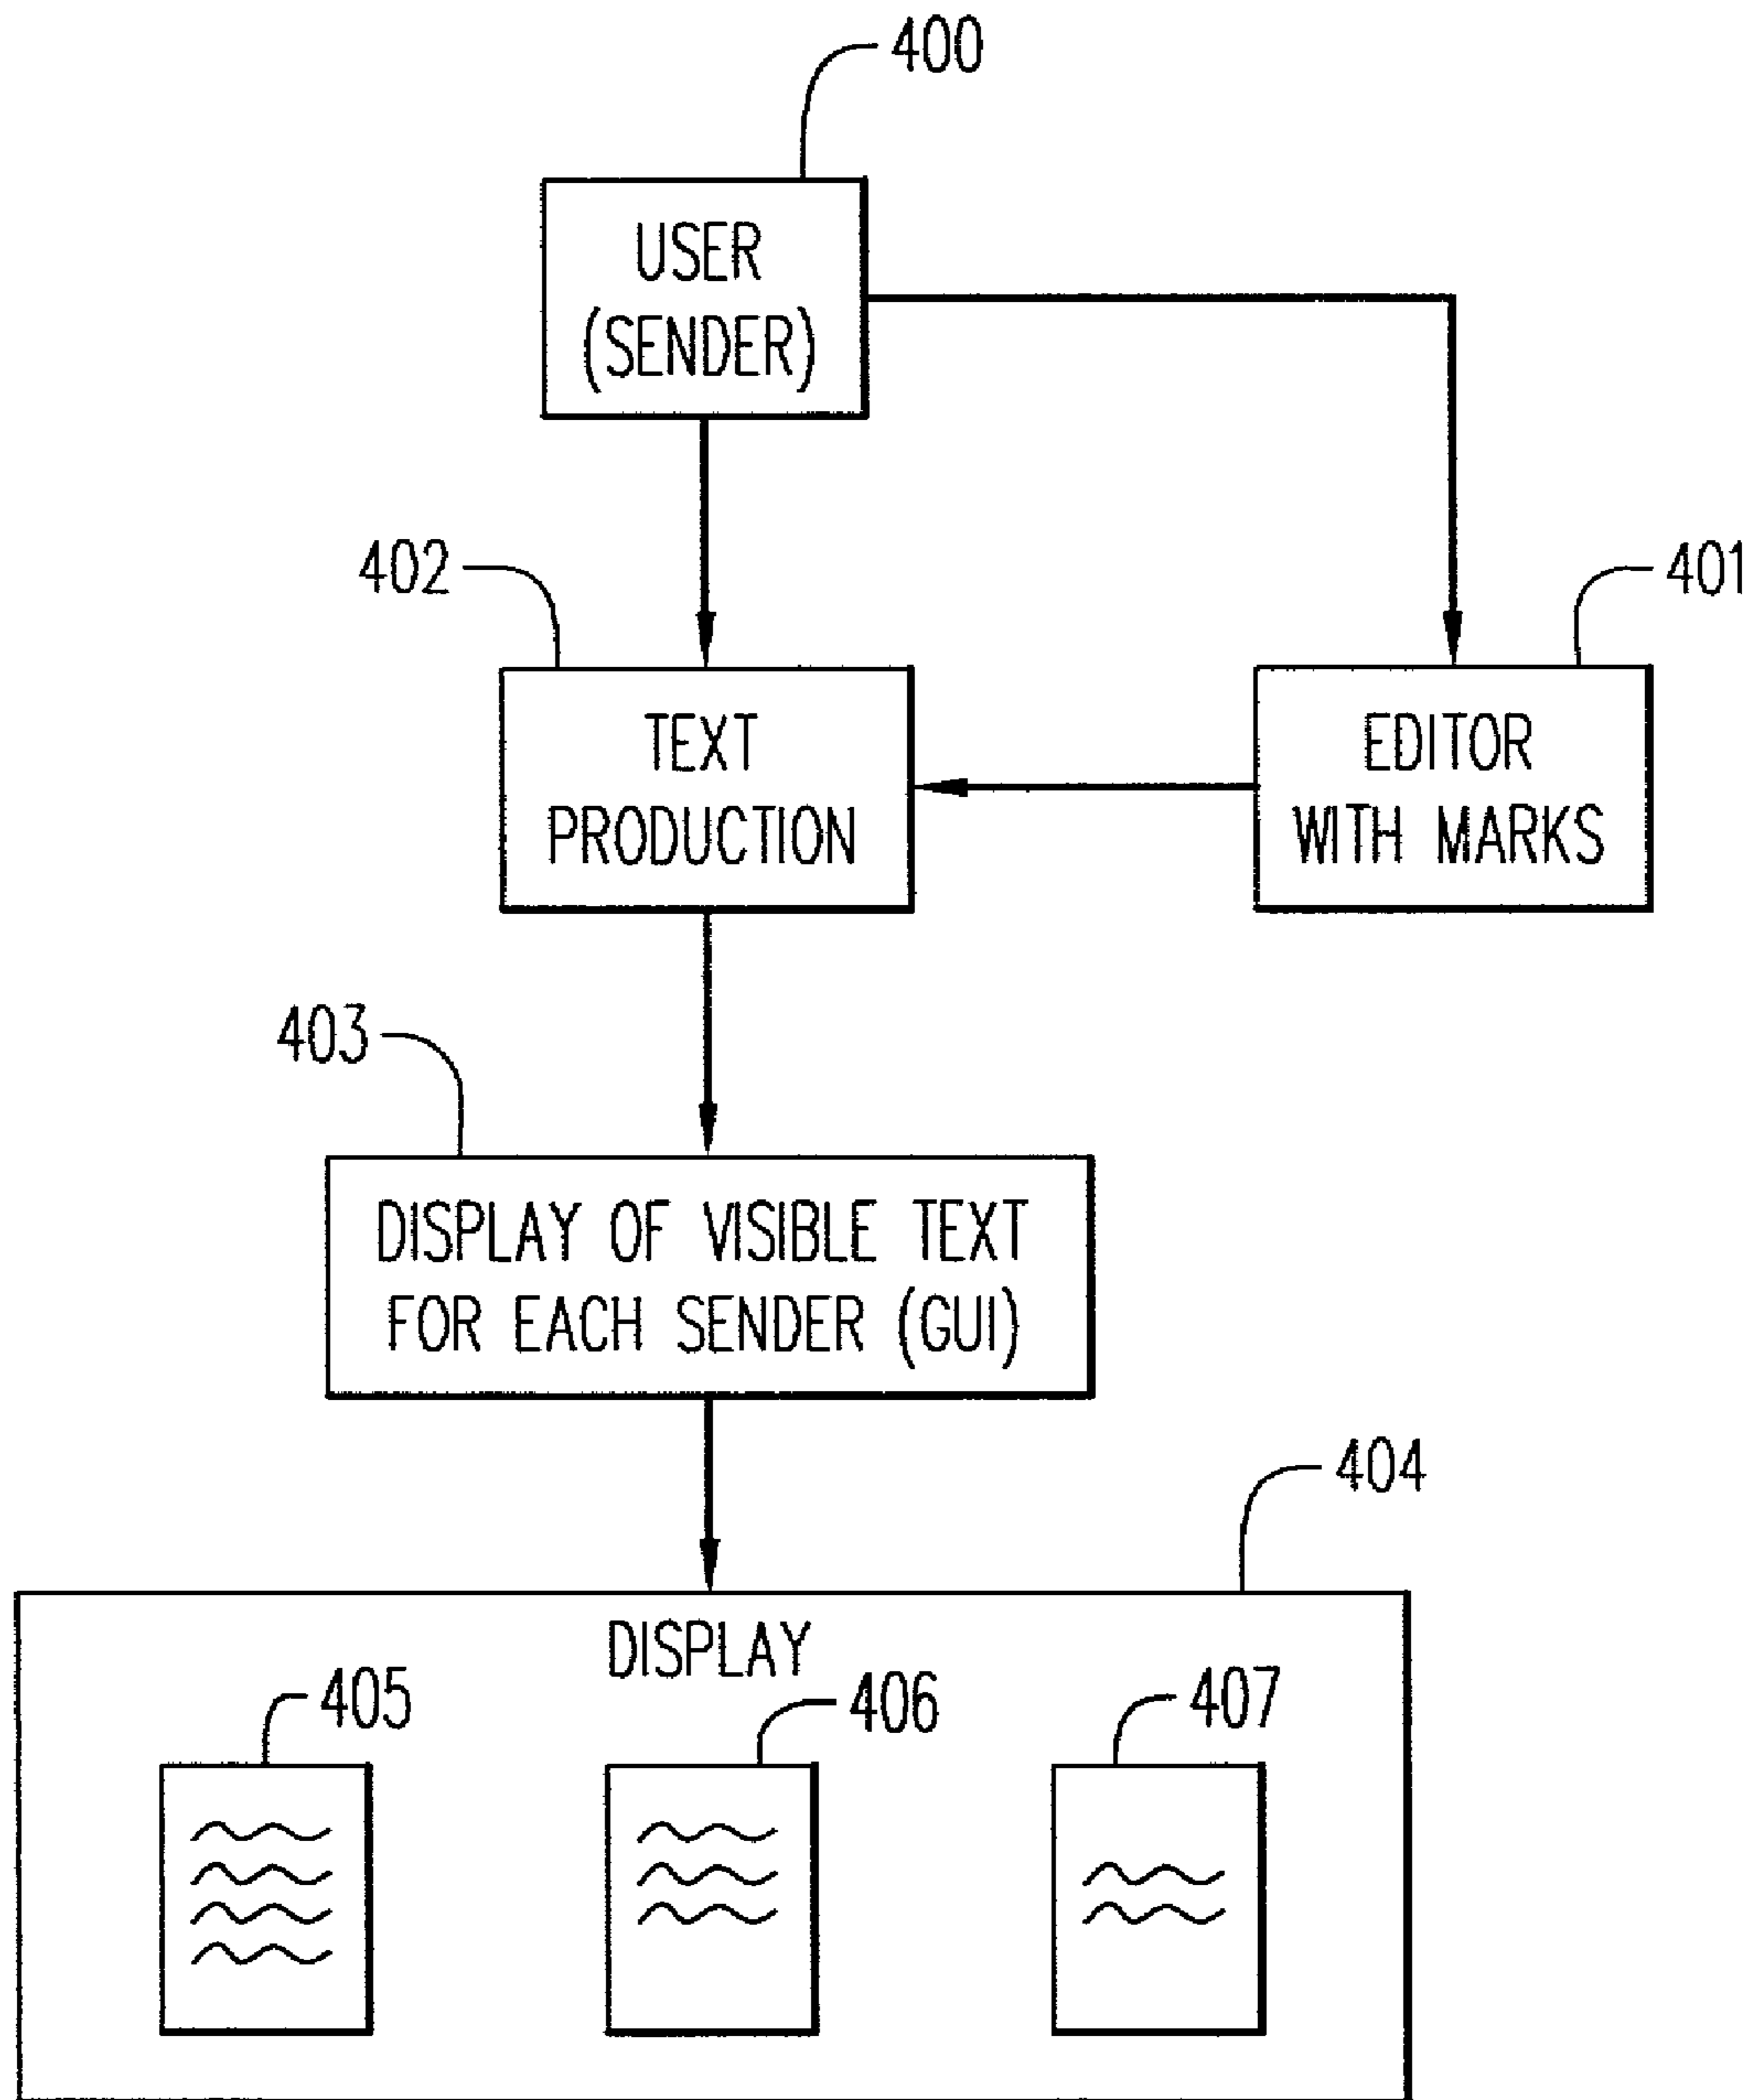 400
USER
(SENDER)
402
401
TEXT
PRODUCTION
EDITOR
WITH MARKS
403
DISPLAY OF VISIBLE TEXT
FOR EACH SENDER (GUI)
404
DISPLAY
405
406
407